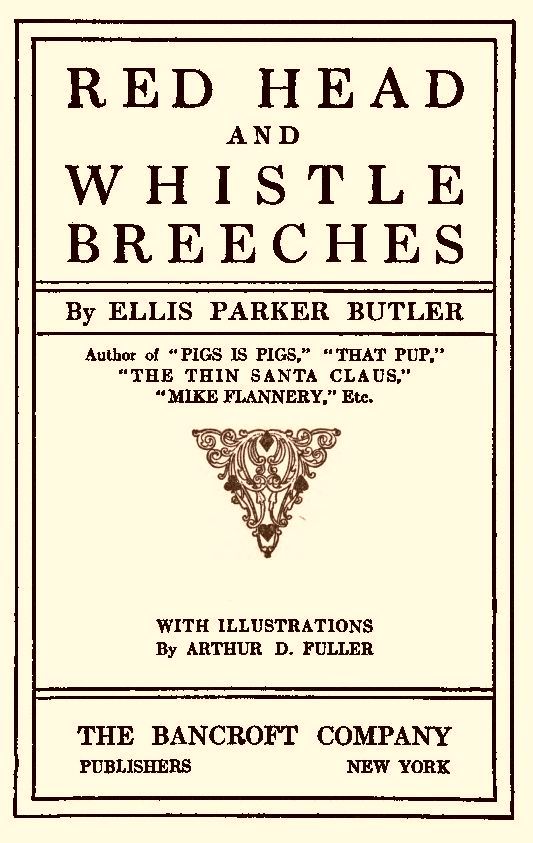 RED HEAD
AND
WHISTLE
BREECHES
By ELLIS PARKER BUTLER
Author of "PIGS IS PIGS," "THAT PUP,"
"THE THIN SANTA CLAUS,"
"MIKE FLANNERY," Etc.
WITH ILLUSTRATIONS
By ARTHUR D. FULLER
THE BANCROFT COMPANY
PUBLISHERS NEW YORK